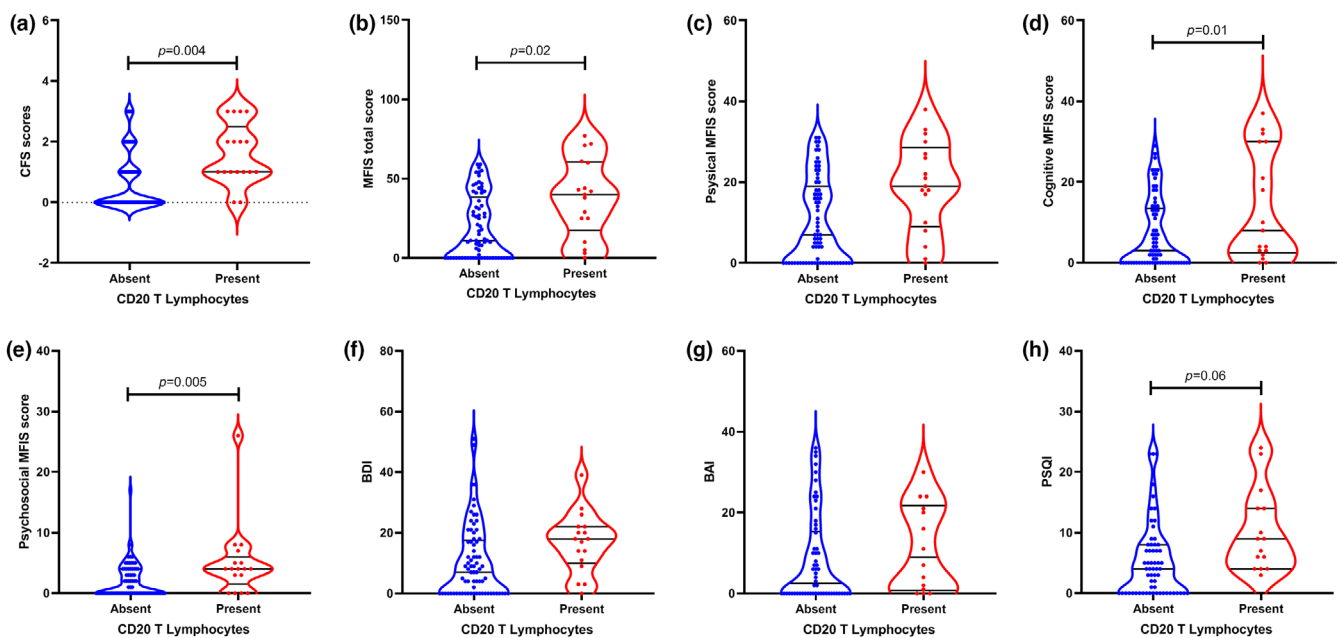 (a)
6
4
2
0
-2
CFS scores
p=0.004
Absent
Present
CD20 T Lymphocytes
(b)
150
100
50
0
MFIS total score
p=0.02
Absent
Present
CD20 T Lymphocytes
(c)
60
40
20
0
Psysical MFIS score
Absent
Present
CD20 T Lymphocytes
(d)
60
40
20
0
Cognitive MFIS score
p=0.01
Absent
Present
CD20 T Lymphocytes
(e)
40
30
20
10
0
Psychosocial MFIS score
p=0.005
Absent
Present
CD20 T Lymphocytes
(f)
80
60
40
20
0
BDI
Absent
Present
CD20 T Lymphocytes
(g)
60
40
20
0
BAI
Absent
Present
CD20 T Lymphocytes
(h)
40
30
20
10
0
PSQI
p=0.06
Absent
Present
CD20 T Lymphocytes